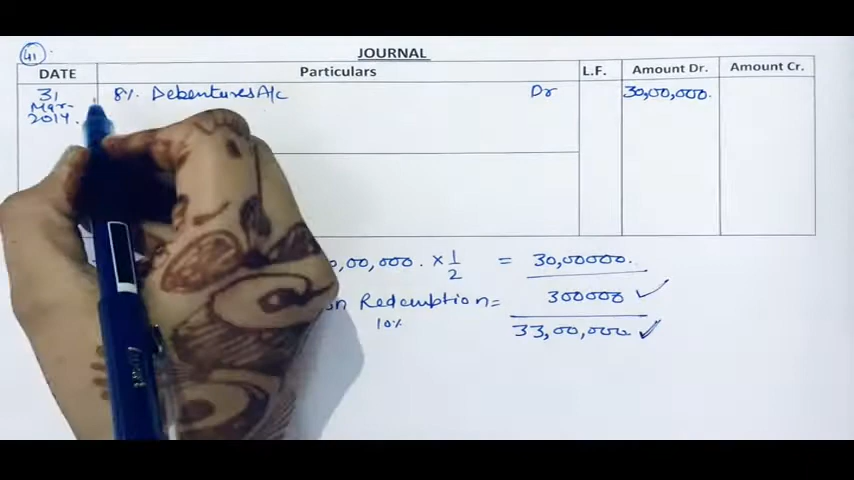 41
JOURNAL
DATE Particulars L.F. Amount Dr. Amount Cr.
31 8%. Debentures A/c Dr 30,00,000.
Mar
2014.
0,00,000. × 1/2 = 30,00000.
on Redemption = 300000
10%
33,00,000